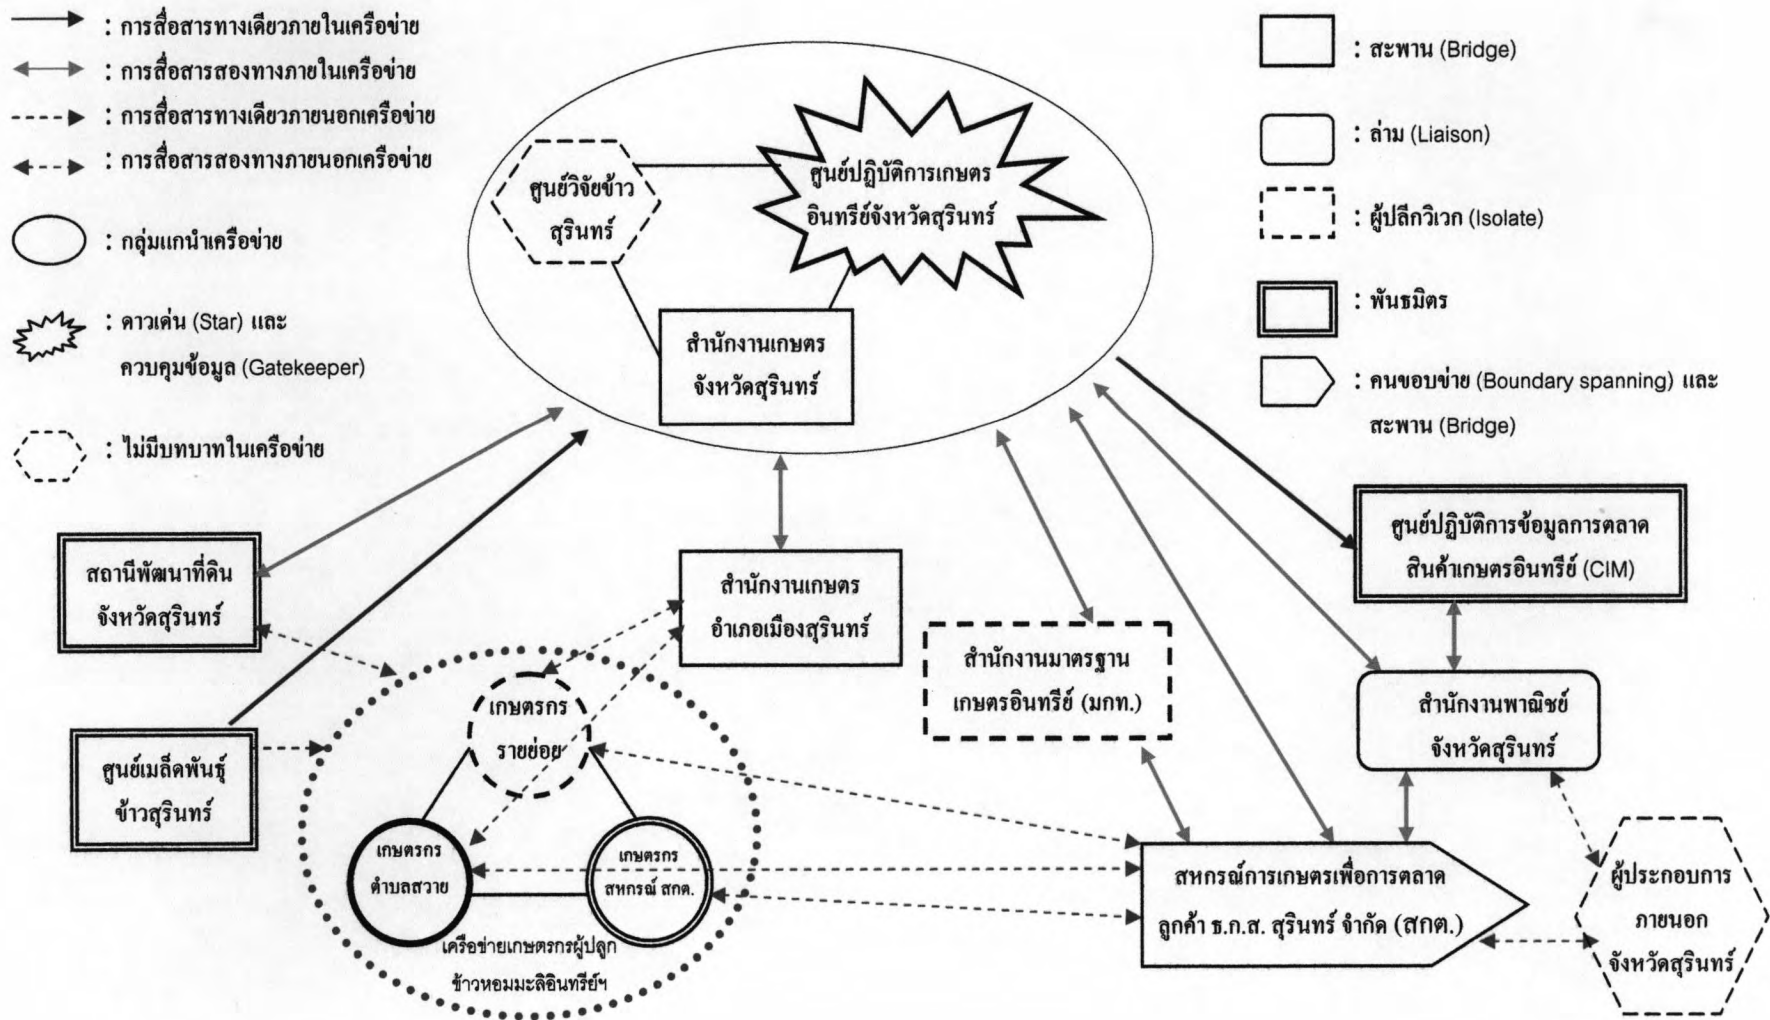 : การสื่อสารทางเดียวภายในเครือข่าย
: การสื่อสารสองทางภายในเครือข่าย
: การสื่อสารทางเดียวภายนอกเครือข่าย
: การสื่อสารสองทางภายนอกเครือข่าย
: กลุ่มแกนำเครือข่าย
: ดาวเด่น (Star) และ
ควบคุมข้อมูล (Gatekeeper)
: ไม่มีบทบาทในเครือข่าย
: สะพาน (Bridge)
: ล่าม (Liaison)
: ผู้ปลีกวิเวก (Isolate)
: พันธมิตร
: คนขอบข่าย (Boundary spanning) และ
สะพาน (Bridge)
ศูนย์วิจัยข้าว
สุรินทร์
ศูนย์ปฏิบัติการเกษตร
อินทรีย์จังหวัดสุรินทร์
สำนักงานเกษตร
จังหวัดสุรินทร์
สถานีพัฒนาที่ดิน
จังหวัดสุรินทร์
ศูนย์เมล็ดพันธุ์
ข้าวสุรินทร์
สำนักงานเกษตร
อำเภอเมืองสุรินทร์
สำนักงานมาตรฐาน
เกษตรอินทรีย์ (มกท.)
ศูนย์ปฏิบัติการข้อมูลการตลาด
สินค้าเกษตรอินทรีย์ (CIM)
สำนักงานพาณิชย์
จังหวัดสุรินทร์
เกษตรกร
รายย่อย
เกษตรกร
ตำบลสวาย
เกษตรกร
สหกรณ์ สกต.
เครือข่ายเกษตรกรผู้ปลูก
ข้าวหอมมะลิอินทรีย์ฯ
สหกรณ์การเกษตรเพื่อการตลาด
ลูกค้า ธ.ก.ส. สุรินทร์ จำกัด (สกต.)
ผู้ประกอบการ
ภายนอก
จังหวัดสุรินทร์